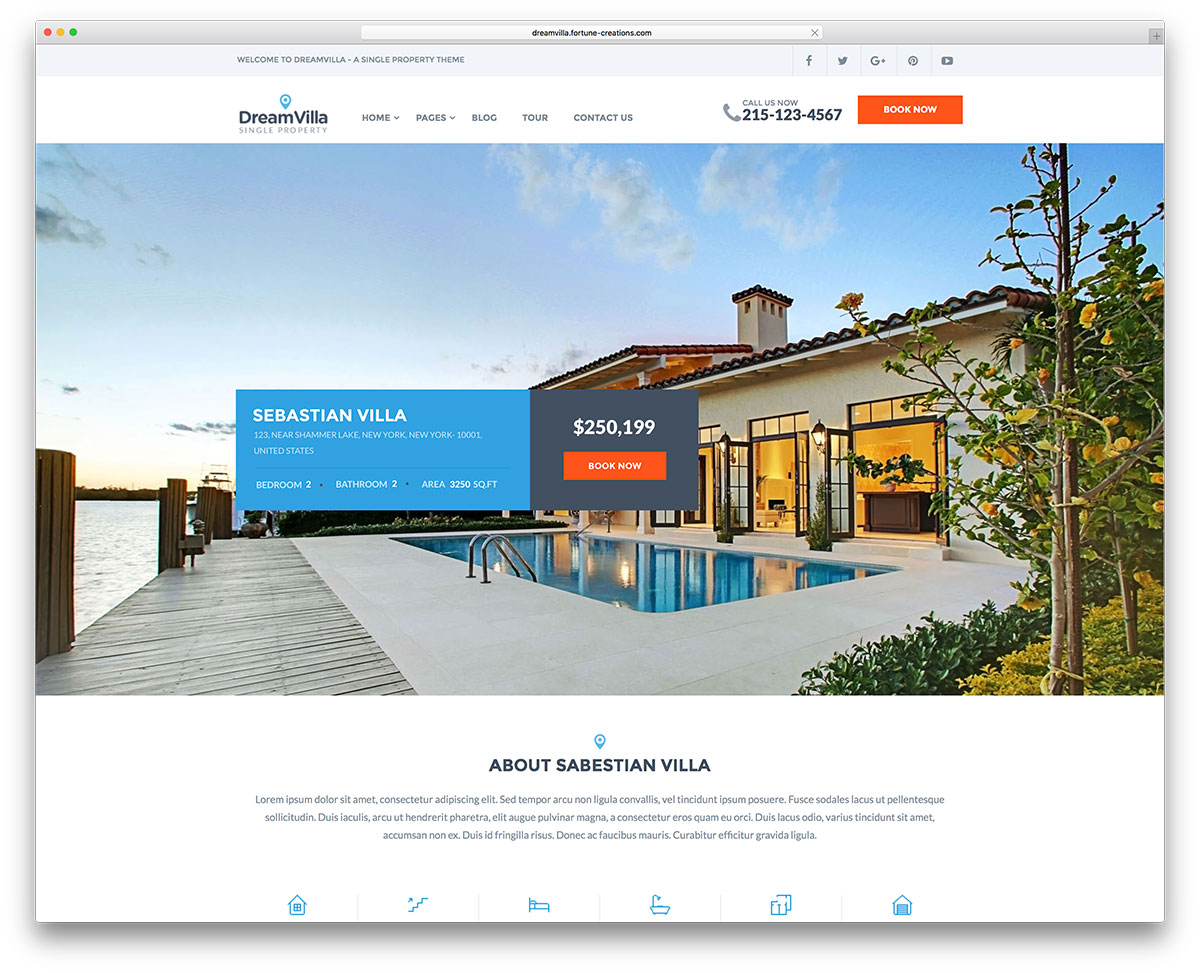 dreamvilla.fortune-creations.com
WELCOME TO DREAMVILLA - A SINGLE PROPERTY THEME
G+
DreamVilla
SINGLE PROPERTY
HOME PAGES BLOG TOUR CONTACT US
CALL US NOW
215-123-4567
BOOK NOW
SEBASTIAN VILLA
123, NEAR SHAMMER LAKE, NEW YORK, NEW YORK- 10001,
UNITED STATES
BEDROOM 2 • BATHROOM 2 • AREA 3250 SQ.FT
$250,199
BOOK NOW
ABOUT SABESTIAN VILLA
Lorem ipsum dolor sit amet, consectetur adipiscing elit. Sed tempor arcu non ligula convallis, vel tincidunt ipsum posuere. Fusce sodales lacus ut pellentesque
sollicitudin. Duis iaculis, arcu ut hendrerit pharetra, elit augue pulvinar magna, a consectetur eros quam eu orci. Duis lacus odio, varius tincidunt sit amet,
accumsan non ex. Duis id fringilla risus. Donec ac faucibus mauris. Curabitur efficitur gravida ligula.